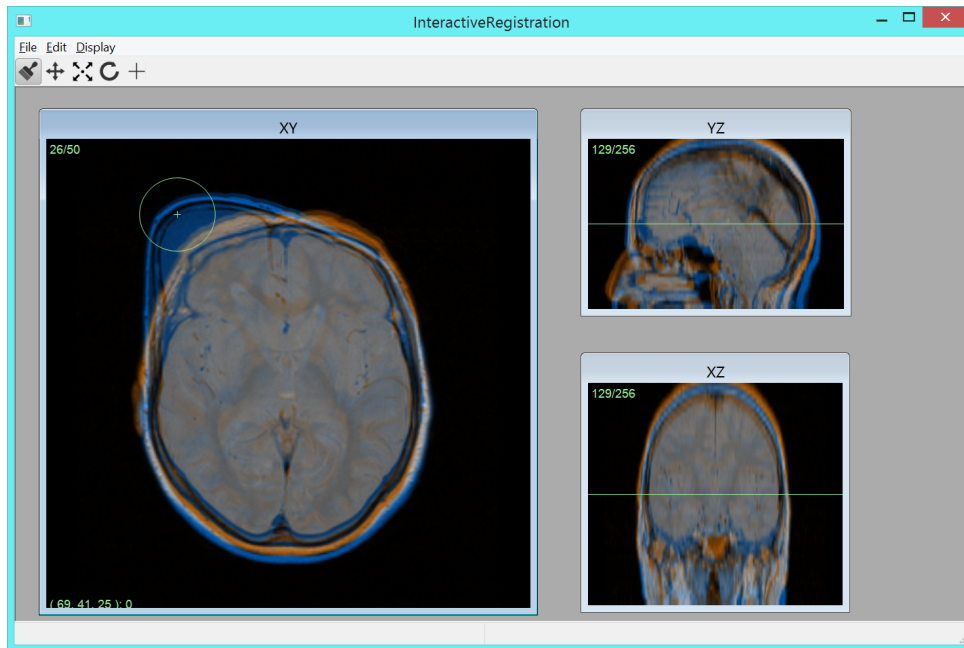 InteractiveRegistration
File Edit Display
XY
26/50
( 69, 41, 25 ): 0
YZ
129/256
XZ
129/256